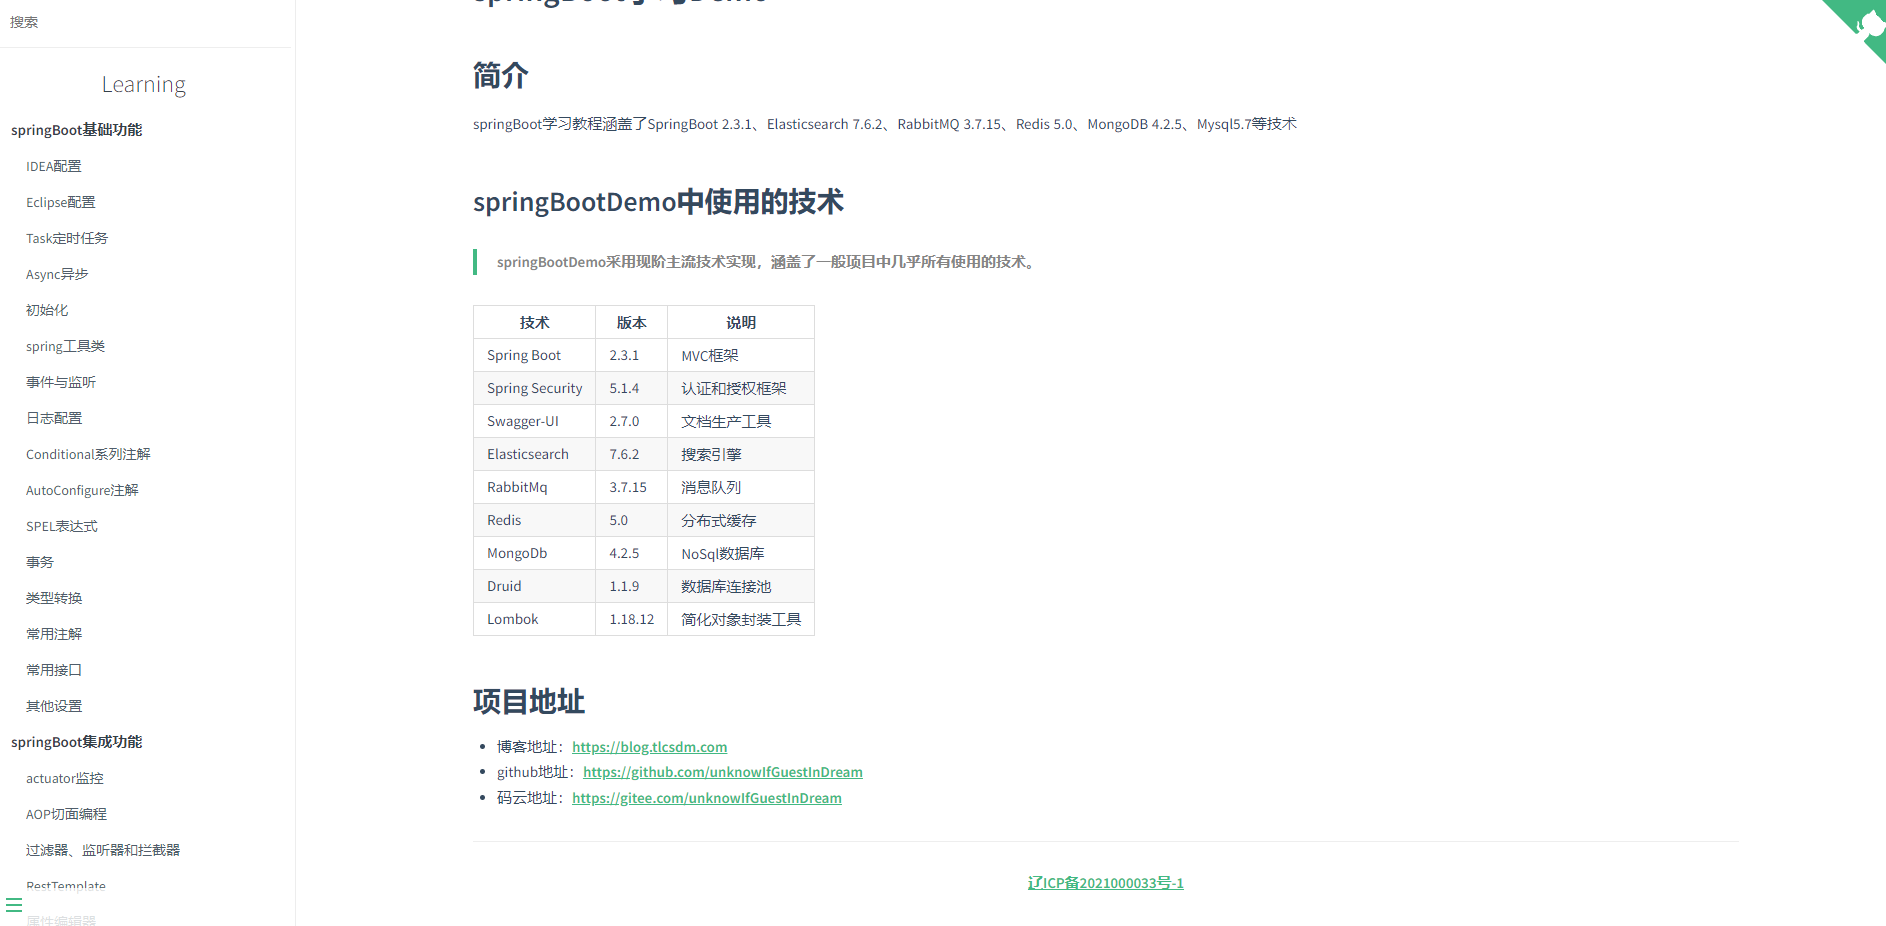 搜索
Learning
springBoot基础功能
IDEA配置
Eclipse配置
Task定时任务
Async异步
初始化
spring工具类
事件与监听
日志配置
Conditional系列注解
AutoConfigure注解
SPEL表达式
事务
类型转换
常用注解
常用接口
其他设置
springBoot集成功能
actuator监控
AOP切面编程
过滤器、监听器和拦截器
RestTemplate
属性编辑器
springBoot学习Demo
简介
springBoot学习教程涵盖了SpringBoot 2.3.1、Elasticsearch 7.6.2、RabbitMQ 3.7.15、Redis 5.0、MongoDB 4.2.5、Mysql5.7等技术
springBootDemo中使用的技术
springBootDemo采用现阶主流技术实现，涵盖了一般项目中几乎所有使用的技术。
技术 版本 说明
Spring Boot 2.3.1 MVC框架
Spring Security 5.1.4 认证和授权框架
Swagger-UI 2.7.0 文档生产工具
Elasticsearch 7.6.2 搜索引擎
RabbitMq 3.7.15 消息队列
Redis 5.0 分布式缓存
MongoDb 4.2.5 NoSql数据库
Druid 1.1.9 数据库连接池
Lombok 1.18.12 简化对象封装工具
项目地址
博客地址：https://blog.tlcsdm.com
github地址：https://github.com/unknowIfGuestInDream
码云地址：https://gitee.com/unknowIfGuestInDream
辽ICP备2021000033号-1